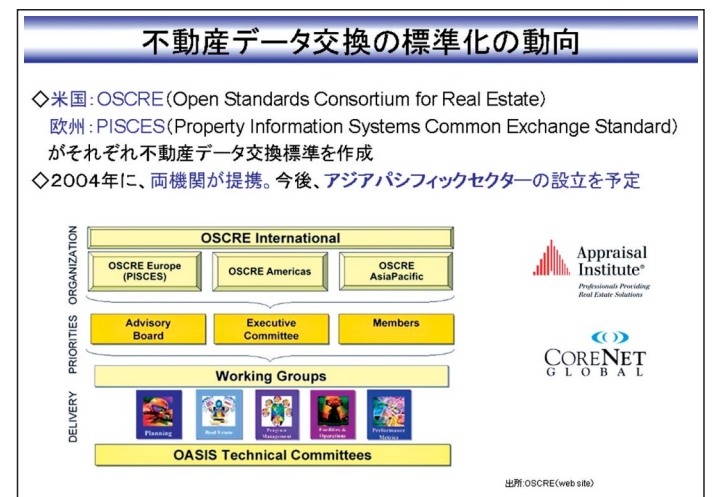 不動産データ交換の標準化の動向
◇米国：OSCRE（Open Standards Consortium for Real Estate）
欧州：PISCES（Property Information Systems Common Exchange Standard）
がそれぞれ不動産データ交換標準を作成
◇2004年に、両機関が提携。今後、アジアパシフィックセクターの設立を予定
ORGANIZATION
OSCRE International
OSCRE Europe
(PISCES)
OSCRE Americas
OSCRE
AsiaPacific
PRIORITIES
Advisory
Board
Executive
Committee
Members
DELIVERY
Working Groups
Planning
Real Estate
Program
Management
Facilities &
Operations
Performance
Metrics
OASIS Technical Committees
Appraisal
Institute®
Professionals Providing
Real Estate Solutions
CORENET
GLOBAL
出所:OSCRE(web site)